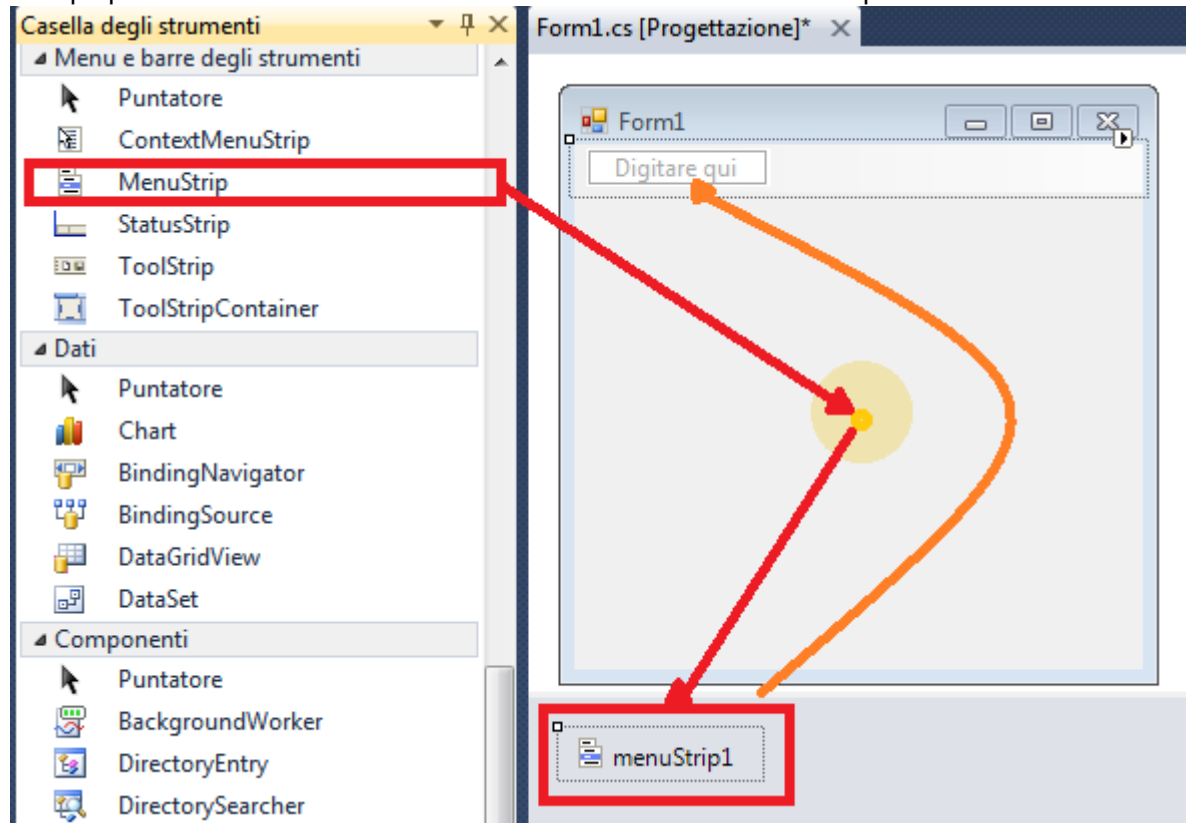 Casella degli strumenti
Menu e barre degli strumenti
Puntatore
ContextMenuStrip
MenuStrip
StatusStrip
ToolStrip
ToolStripContainer
Dati
Puntatore
Chart
BindingNavigator
BindingSource
DataGridView
DataSet
Componenti
Puntatore
BackgroundWorker
DirectoryEntry
DirectorySearcher
Form1.cs [Progettazione]*
Form1
Digitare qui
menuStrip1